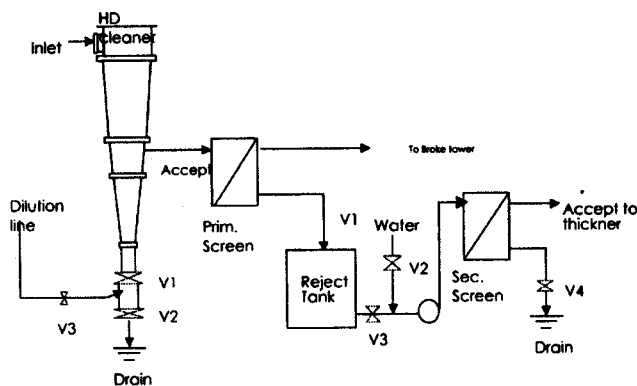 HD
cleaner
Inlet
To Broke tower
Accept
Dilution
line
Prim.
Screen
V1
Water
Accept to
thickner
V1
V2
V3
V2
Reject
Tank
Sec.
Screen
V4
V3
Drain
Drain